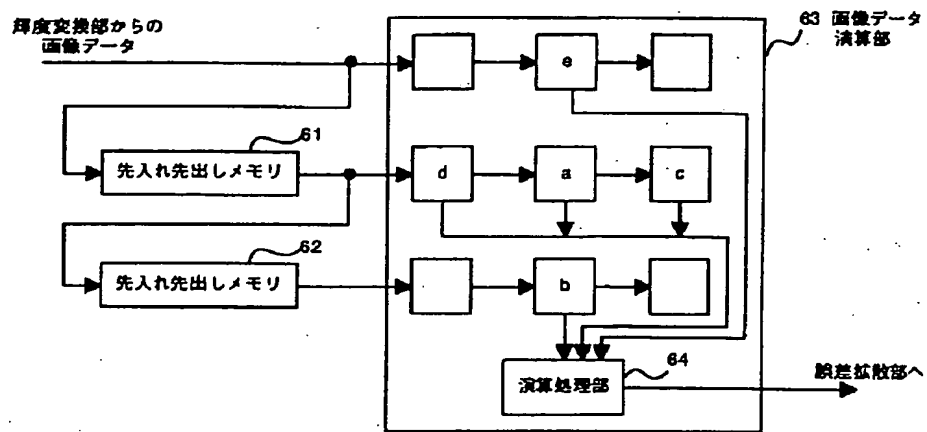 輝度変換部からの
画像データ
63 画像データ
演算部
e
61
先入れ先出しメモリ
d
a
c
62
先入れ先出しメモリ
b
64
演算処理部
誤差拡散部へ